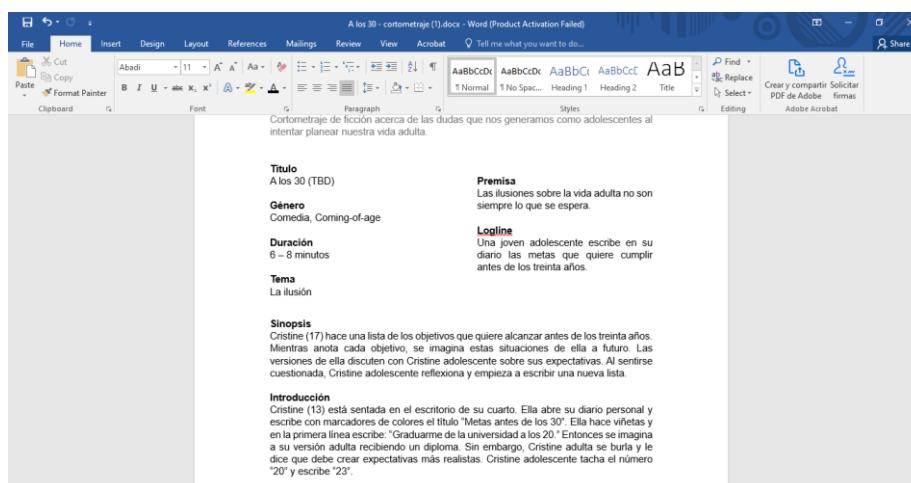 A los 30 - cortometraje (1).docx - Word (Product Activation Failed)
File Home Insert Design Layout References Mailings Review View Acrobat Tell me what you want to do... Share
Cut
Copy
Format Painter
Paste
Clipboard
Abadi 11
Font
Paragraph
AaBbCcDc AaBbCcDc AaBbCc AaBbCcC AaB
¶ Normal ¶ No Spac... Heading 1 Heading 2 Title
Styles
Find
Replace
Select
Editing
Crear y compartir Solicitar
PDF de Adobe firmas
Adobe Acrobat
Cortometraje de ficción acerca de las dudas que nos generamos como adolescentes al
intentar planear nuestra vida adulta.
Titulo
A los 30 (TBD)
Género
Comedia, Coming-of-age
Duración
6 – 8 minutos
Tema
La ilusión
Premisa
Las ilusiones sobre la vida adulta no son
siempre lo que se espera.
Logline
Una joven adolescente escribe en su
diario las metas que quiere cumplir
antes de los treinta años.
Sinopsis
Cristine (17) hace una lista de los objetivos que quiere alcanzar antes de los treinta años.
Mientras anota cada objetivo, se imagina estas situaciones de ella a futuro. Las
versiones de ella discuten con Cristine adolescente sobre sus expectativas. Al sentirse
cuestionada, Cristine adolescente reflexiona y empieza a escribir una nueva lista.
Introducción
Cristine (13) está sentada en el escritorio de su cuarto. Ella abre su diario personal y
escribe con marcadores de colores el título "Metas antes de los 30". Ella hace viñetas y
en la primera línea escribe: "Graduarme de la universidad a los 20." Entonces se imagina
a su versión adulta recibiendo un diploma. Sin embargo, Cristine adulta se burla y le
dice que debe crear expectativas más realistas. Cristine adolescente tacha el número
"20" y escribe "23".